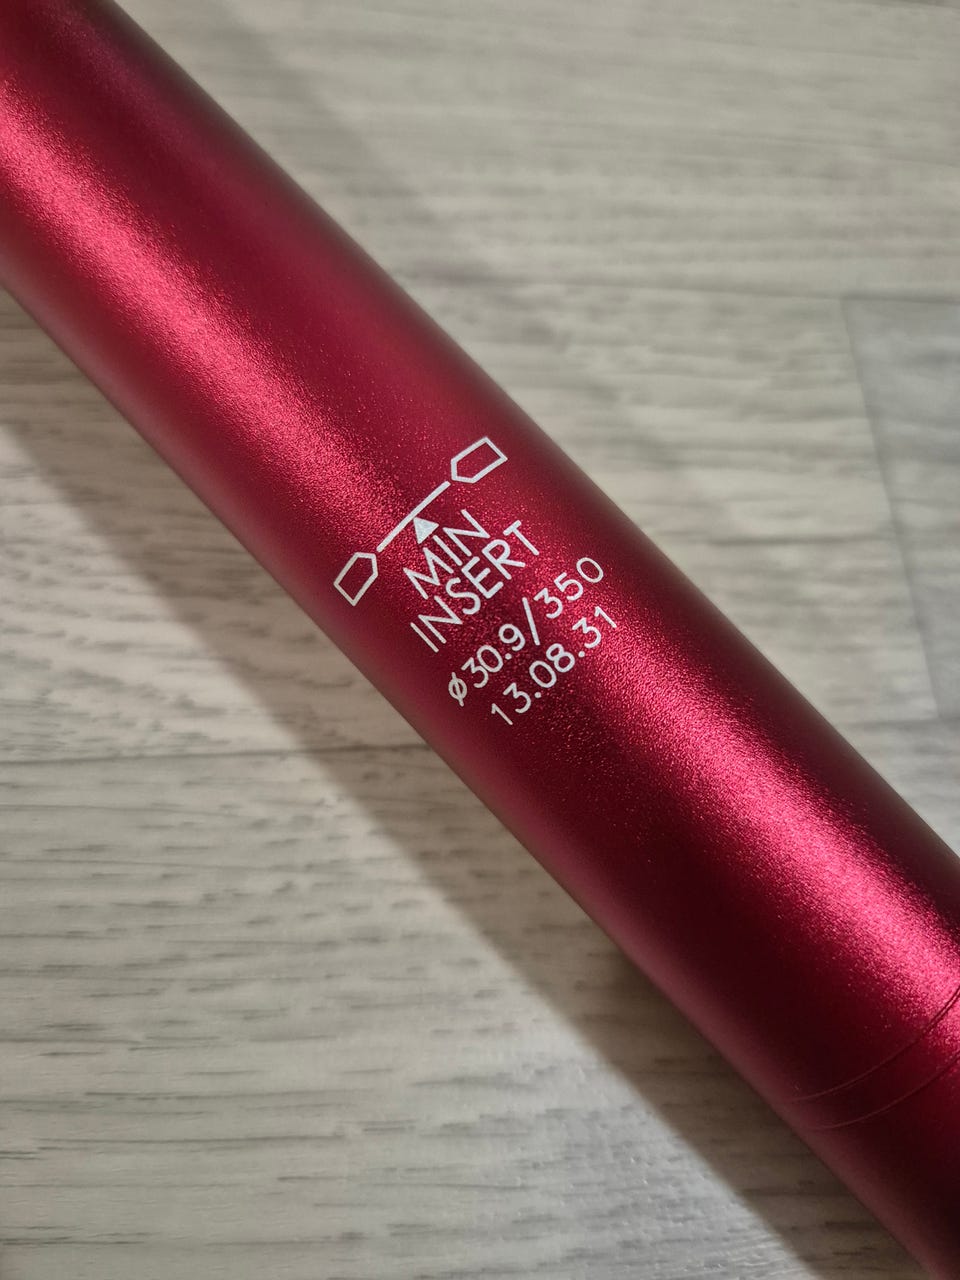 MIN
INSERT
ø30.9/350
13.08.31